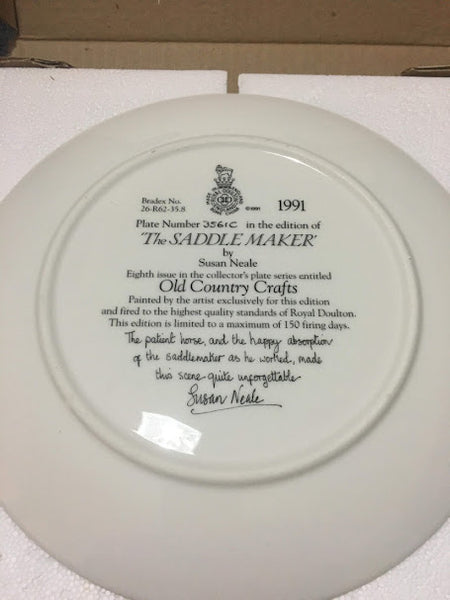 Bradex No.
26-R62-35.8
©1991
1991
Plate Number 3561C in the edition of
'The SADDLE MAKER'
by
Susan Neale
Eighth issue in the collector's plate series entitled
Old Country Crafts
Painted by the artist exclusively for this edition
and fired to the highest quality standards of Royal Doulton.
This edition is limited to a maximum of 150 firing days.
The patient horse, and the happy absorption
of the saddlemaker as he worked, made
this scene quite unforgettable
Susan Neale